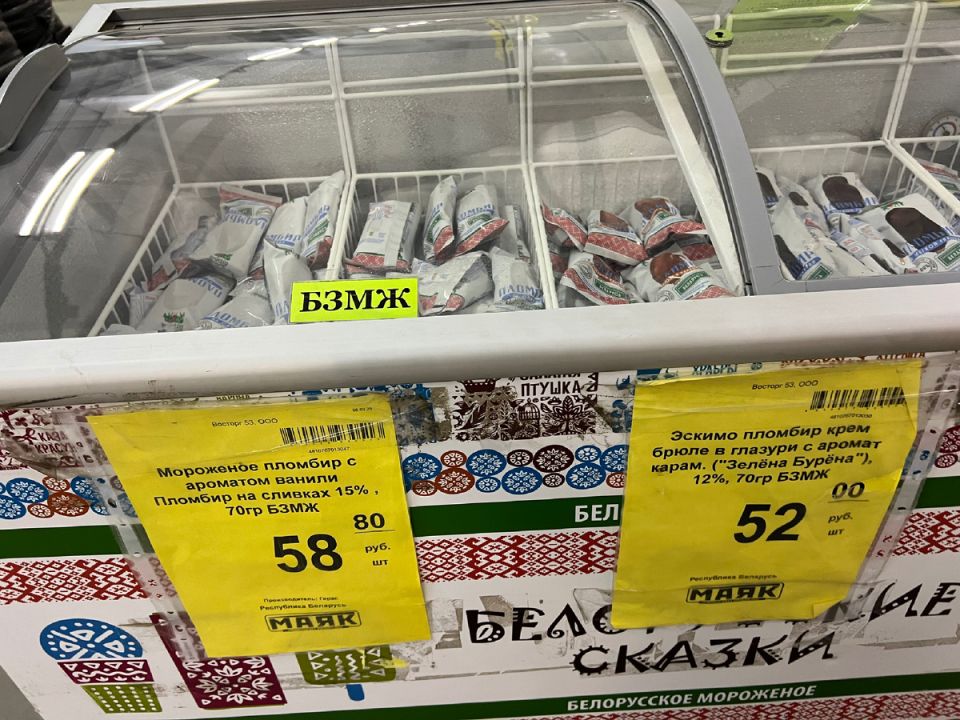 БЗМЖ
ПТУШКА
Восторг 53, ООО
4810767013047
Мороженое пломбир с
ароматом ванили
Пломбир на сливках 15% ,
70гр БЗМЖ
58 80
руб.
шт
Республика Беларусь
МАЯК
Восторг 53, ООО
Эскимо пломбир крем
брюле в глазури с аромат
карам. ("Зелёна Бурёна"),
12%, 70гр БЗМЖ
52 00
руб.
шт
Республика Беларусь
МАЯК
БЕЛ
СКАЗКИ
БЕЛОРУССКОЕ МОРОЖЕНОЕ